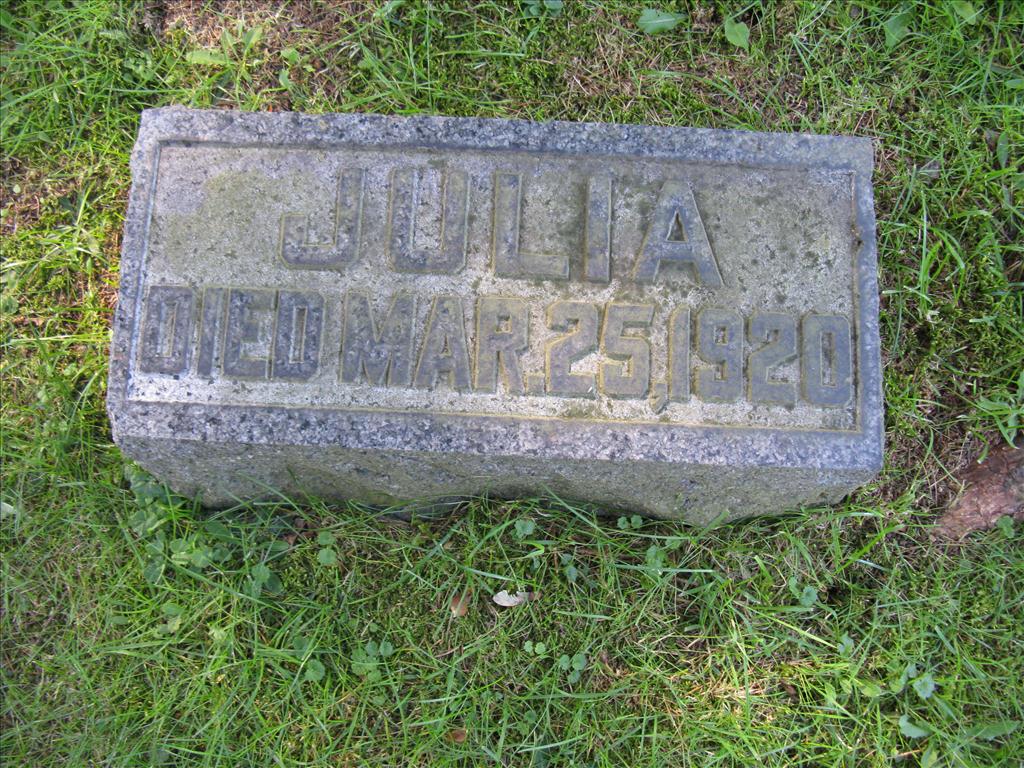 JULIA
DIED MAR. 25, 1920